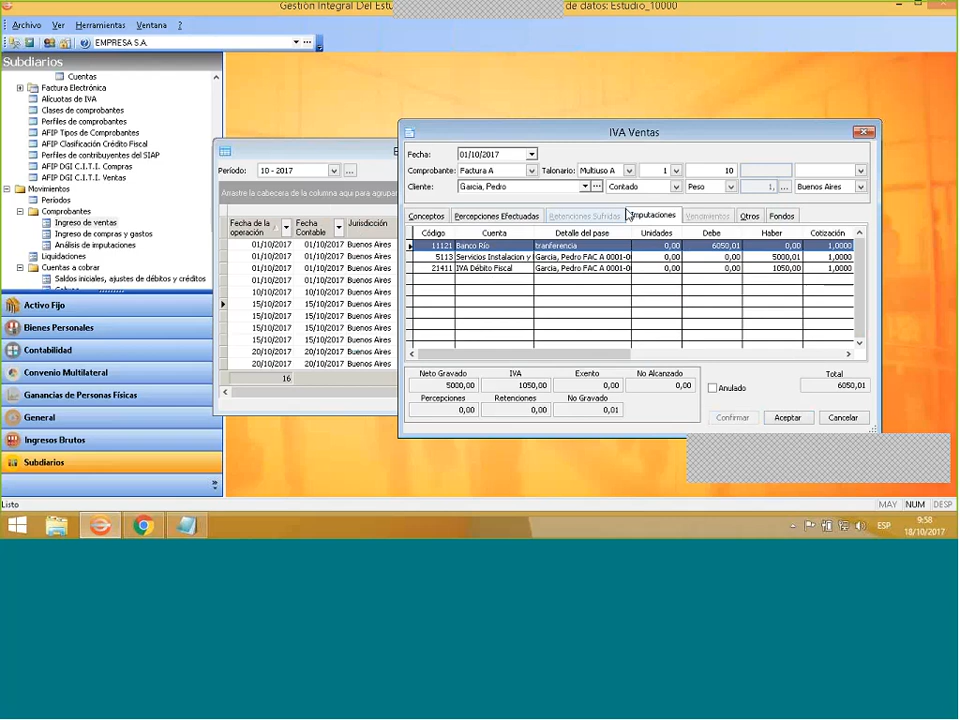 Gestión Integral Del Estu
de datos: Estudio_10000
Archivo Ver Herramientas Ventana ?
EMPRESA S.A.
Subdiarios
Cuentas
Factura Electrónica
Alícuotas de IVA
Clases de comprobantes
Perfiles de comprobantes
AFIP Tipos de Comprobantes
AFIP Clasificación Crédito Fiscal
Perfiles de contribuyentes del SIAP
AFIP DGI C.I.T.I. Compras
AFIP DGI C.I.T.I. Ventas
Movimientos
Períodos
Comprobantes
Ingreso de ventas
Ingreso de compras y gastos
Análisis de imputaciones
Liquidaciones
Cuentas a cobrar
Saldos iniciales, ajustes de débitos y créditos
Activo Fijo
Bienes Personales
Contabilidad
Convenio Multilateral
Ganancias de Personas Físicas
General
Ingresos Brutos
Subdiarios
Período: 10 - 2017
Arrastre la cabecera de la columna aquí para agrupar
Fecha de la operación Fecha Contable Jurisdicción
01/10/2017 01/10/2017 Buenos Aires
01/10/2017 01/10/2017 Buenos Aires
01/10/2017 01/10/2017 Buenos Aires
01/10/2017 01/10/2017 Buenos Aires
10/10/2017 10/10/2017 Buenos Aires
15/10/2017 15/10/2017 Buenos Aires
15/10/2017 15/10/2017 Buenos Aires
15/10/2017 15/10/2017 Buenos Aires
15/10/2017 15/10/2017 Buenos Aires
20/10/2017 20/10/2017 Buenos Aires
20/10/2017 20/10/2017 Buenos Aires
16
IVA Ventas
Fecha: 01/10/2017
Comprobante: Factura A Talonario: Multiuso A 1 10
Cliente: Garcia, Pedro Contado Peso 1, Buenos Aires
Conceptos Percepciones Efectuadas Retenciones Sufridas Imputaciones Vencimientos Otros Fondos
Código Cuenta Detalle del pase Unidades Debe Haber Cotización
11121 Banco Río tranferencia 0,00 6050,01 0,00 1,0000
5113 Servicios Instalacion y Garcia, Pedro FAC A 0001-0 0,00 0,00 5000,01 1,0000
21411 IVA Débito Fiscal Garcia, Pedro FAC A 0001-0 0,00 0,00 1050,00 1,0000
Neto Gravado IVA Exento No Alcanzado
5000,00 1050,00 0,00 0,00
Percepciones Retenciones No Gravado
0,00 0,00 0,01
Anulado
Total
6050,01
Confirmar Aceptar Cancelar
Listo
MAY NUM DESP
ESP
9:58
18/10/2017